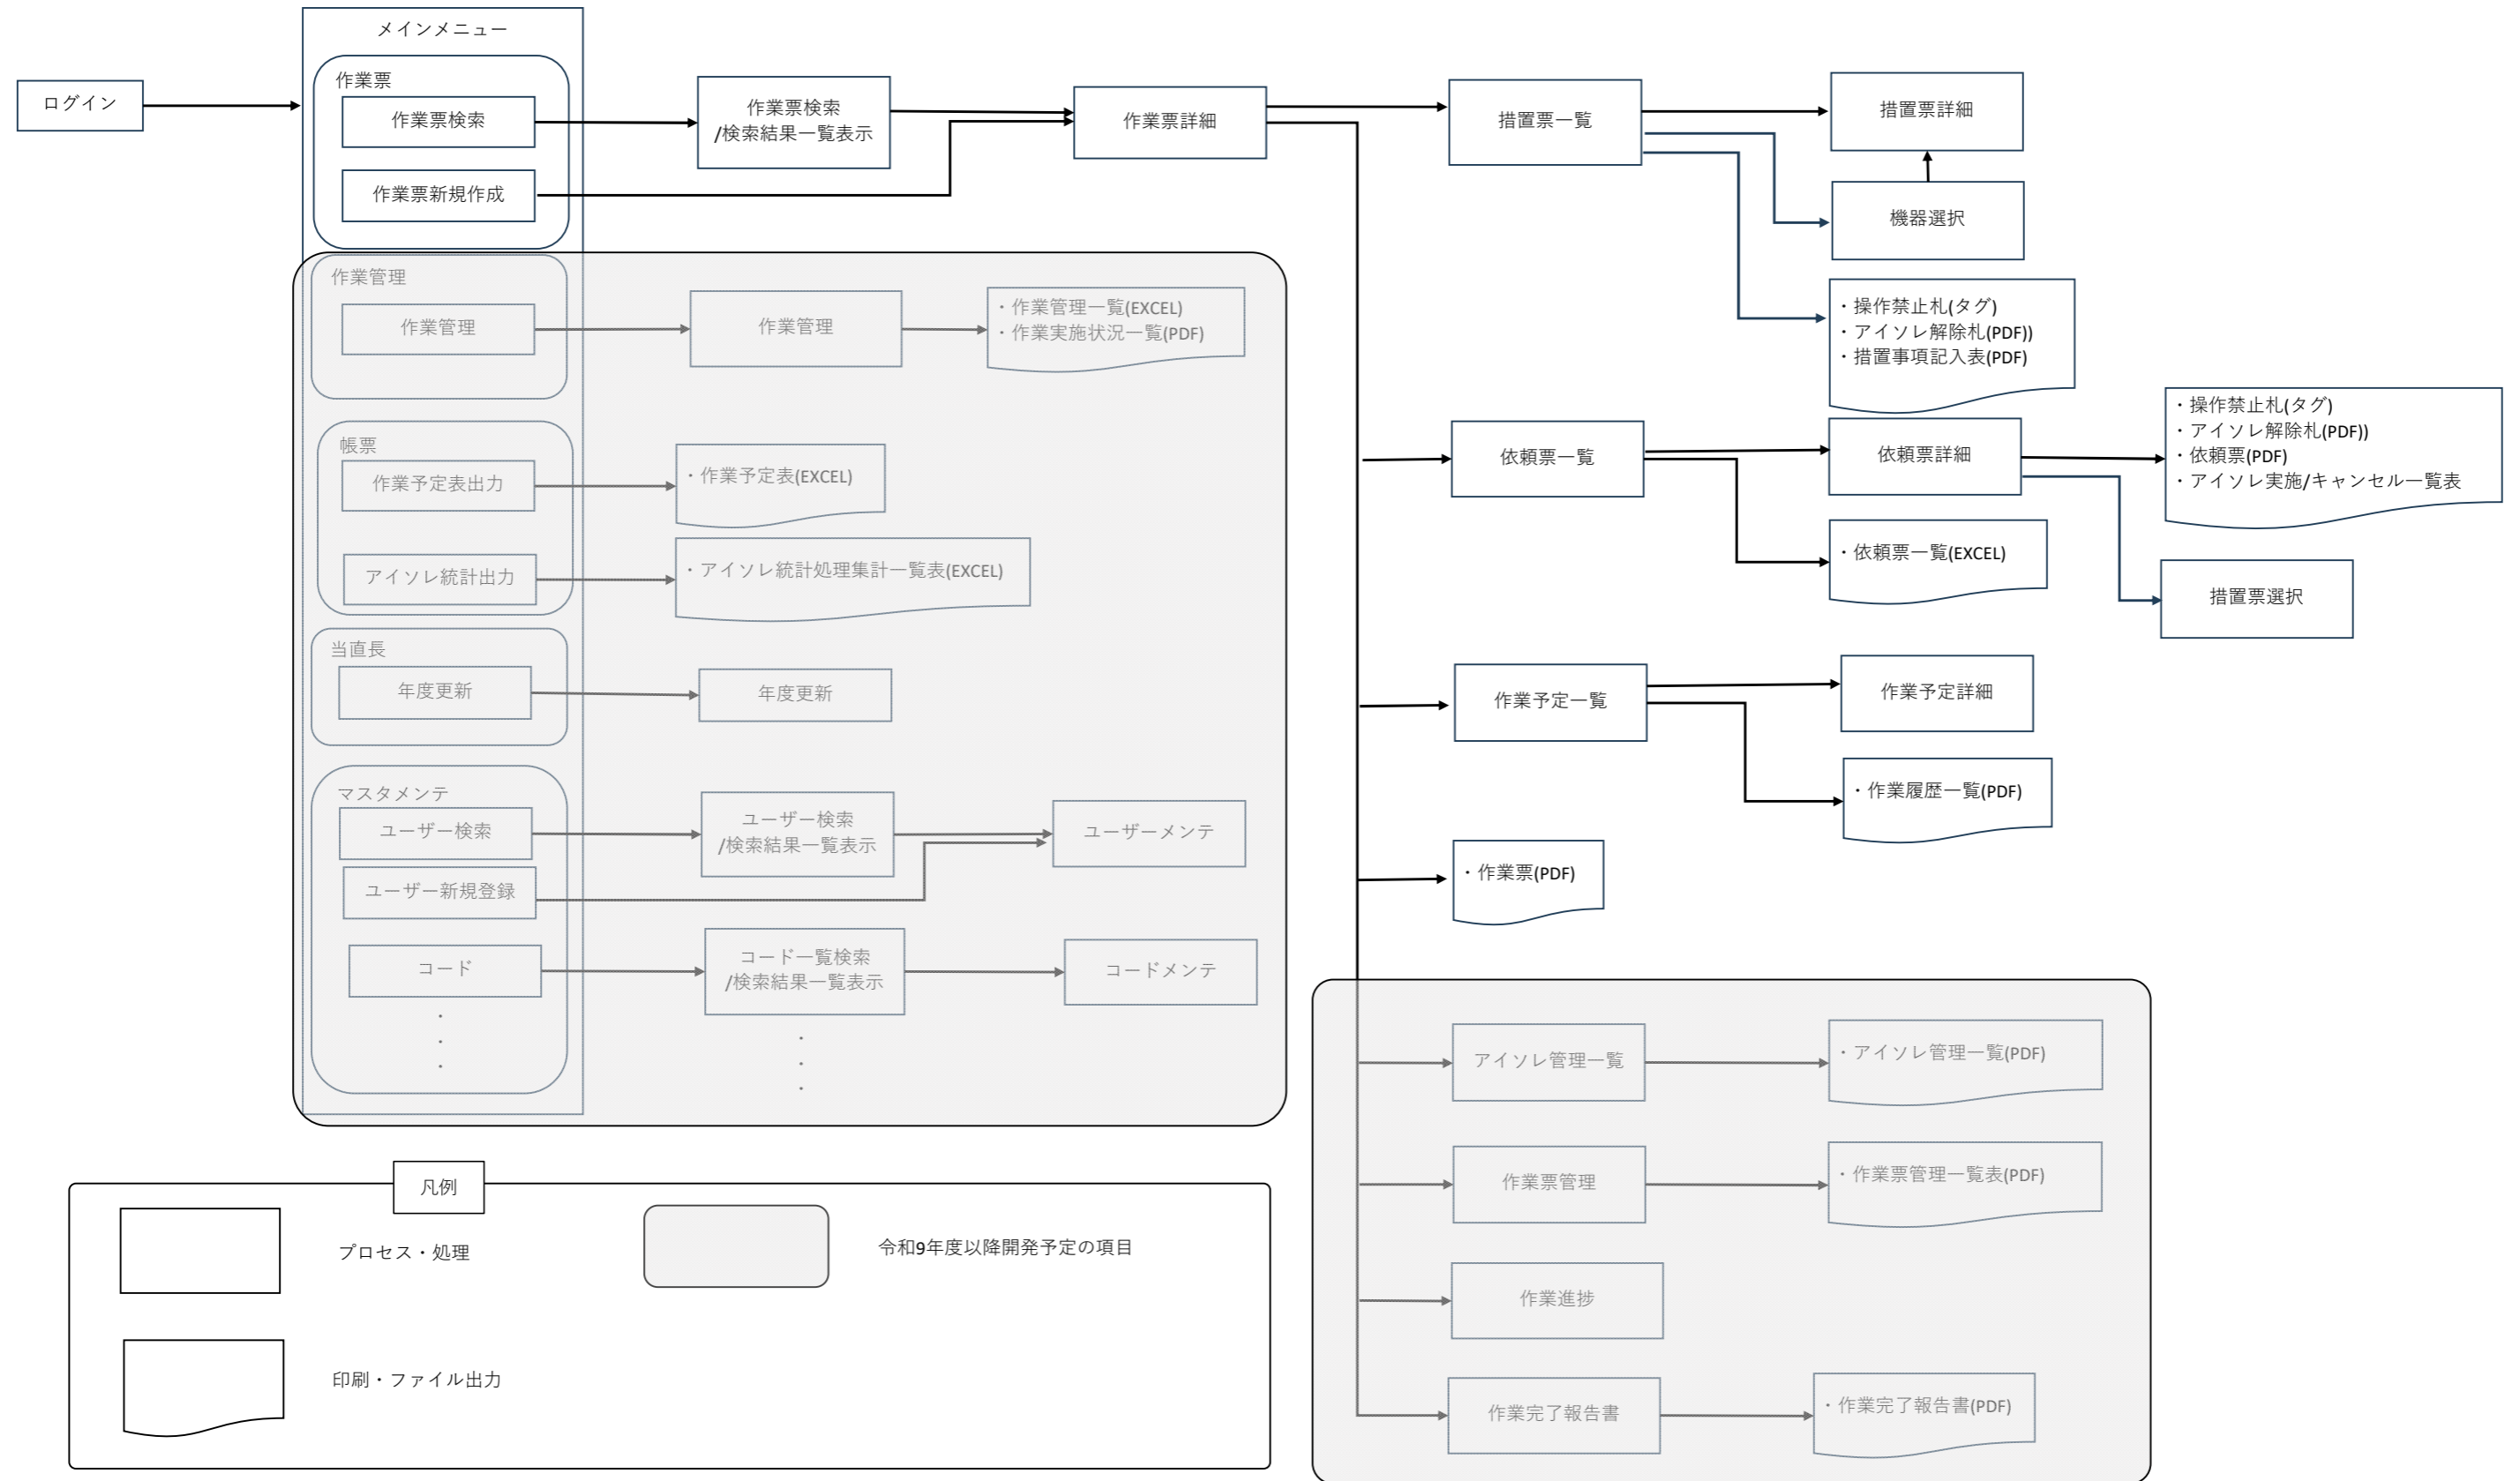 メインメニュー
ログイン
作業票
作業票検索
作業票新規作成
作業票検索
/検索結果一覧表示
作業票詳細
措置票一覧
措置票詳細
機器選択
・操作禁止札(タグ)
・アイソレ解除札(PDF))
・措置事項記入表(PDF)
作業管理
作業管理
作業管理
・作業管理一覧(EXCEL)
・作業実施状況一覧(PDF)
帳票
作業予定表出力
・作業予定表(EXCEL)
アイソレ統計出力
・アイソレ統計処理集計一覧表(EXCEL)
依頼票一覧
依頼票詳細
・操作禁止札(タグ)
・アイソレ解除札(PDF))
・依頼票(PDF)
・アイソレ実施/キャンセル一覧表
・依頼票一覧(EXCEL)
措置票選択
当直長
年度更新
年度更新
作業予定一覧
作業予定詳細
・作業履歴一覧(PDF)
マスタメンテ
ユーザー検索
ユーザー検索
/検索結果一覧表示
ユーザーメンテ
ユーザー新規登録
コード
コード一覧検索
/検索結果一覧表示
コードメンテ
・
・
・
・
・
・
・作業票(PDF)
アイソレ管理一覧
・アイソレ管理一覧(PDF)
作業票管理
・作業票管理一覧表(PDF)
作業進捗
作業完了報告書
・作業完了報告書(PDF)
凡例
プロセス・処理
令和9年度以降開発予定の項目
印刷・ファイル出力